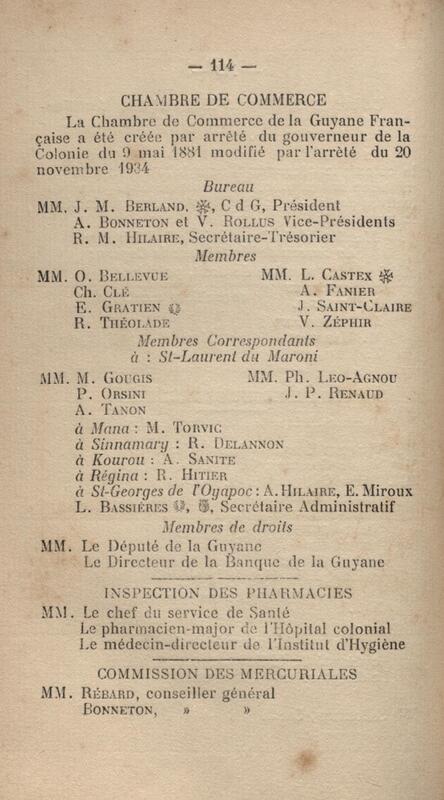 — 114 —
CHAMBRE DE COMMERCE
La Chambre de Commerce de la Guyane Fran-
çaise a été créée par arrêté du gouverneur de la
Colonie du 9 mai 1881 modifié par l'arrèté du 20
novembre 1934
Bureau
MM. J. M. BERLAND, ❇, C d G, Président
A. BONNETON et V. ROLLUS Vice-Présidents
R. M. HILAIRE, Secrétaire-Trésorier
Membres
MM. O. BELLEVUE MM. L. CASTEX ❇
Ch. CLÉ A. FANIER
E. GRATIEN J. SAINT-CLAIRE
R. THÉOLADE V. ZÉPHIR
Membres Correspondants
à : St-Laurent du Maroni
MM. M. GOUGIS MM. Ph. LEO-AGNOU
P. ORSINI J. P. RENAUD
A. TANON
à Mana : M. TORVIC
à Sinnamary : R. DELANNON
à Kourou : A. SANITE
à Régina : R. HITIER
à St-Georges de l'Oyapoc : A. HILAIRE, E. Miroux
L. BASSIÈRES , , Secrétaire Administratif
Membres de droits
MM. Le Député de la Guyane
Le Directeur de la Banque de la Guyane
INSPECTION DES PHARMACIES
MM. Le chef du service de Santé
Le pharmacien-major de l'Hôpital colonial
Le médecin-directeur de l'Institut d'Hygiène
COMMISSION DES MERCURIALES
MM. RÉBARD, conseiller général
BONNETON, » »